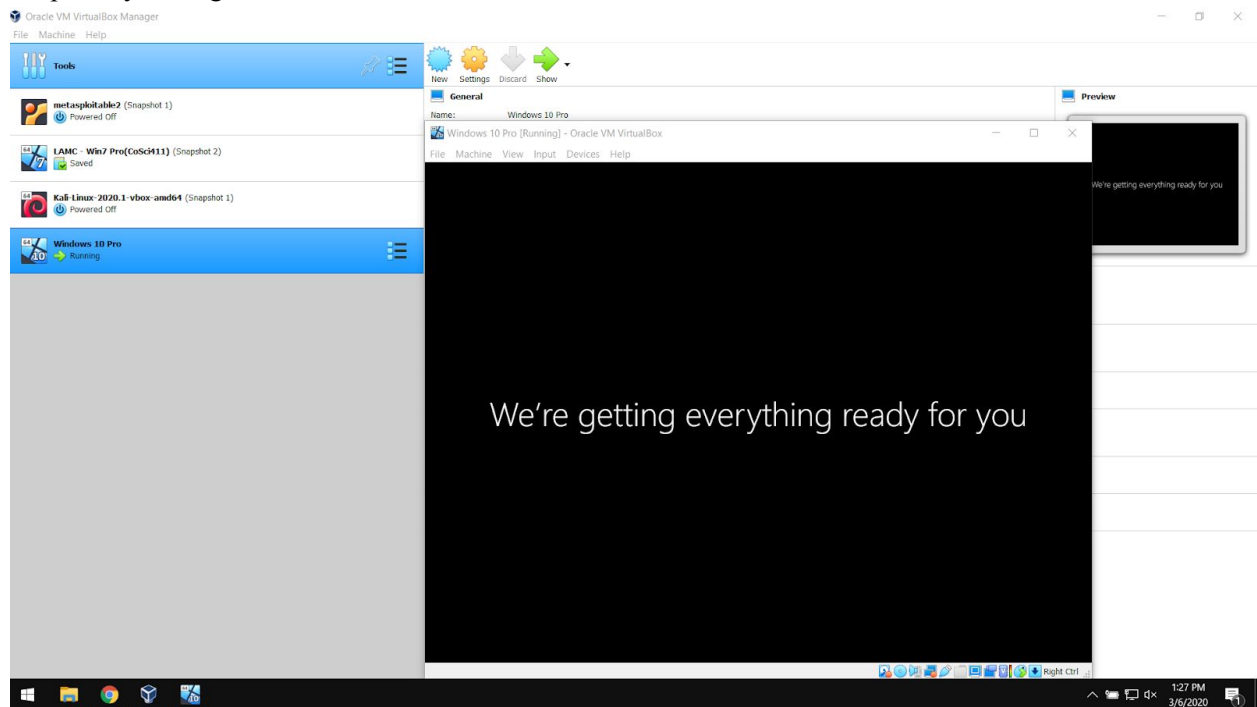 Oracle VM VirtualBox Manager
File Machine Help
Tools
New Settings Discard Show
metasploitable2 (Snapshot 1)
Powered Off
LAMC - Win7 Pro(CoSci411) (Snapshot 2)
Saved
Kali-Linux-2020.1-vbox-amd64 (Snapshot 1)
Powered Off
Windows 10 Pro
Running
General
Name: Windows 10 Pro
Preview
We're getting everything ready for you
Windows 10 Pro [Running] - Oracle VM VirtualBox
File Machine View Input Devices Help
We're getting everything ready for you
Right Ctrl
1:27 PM
3/6/2020